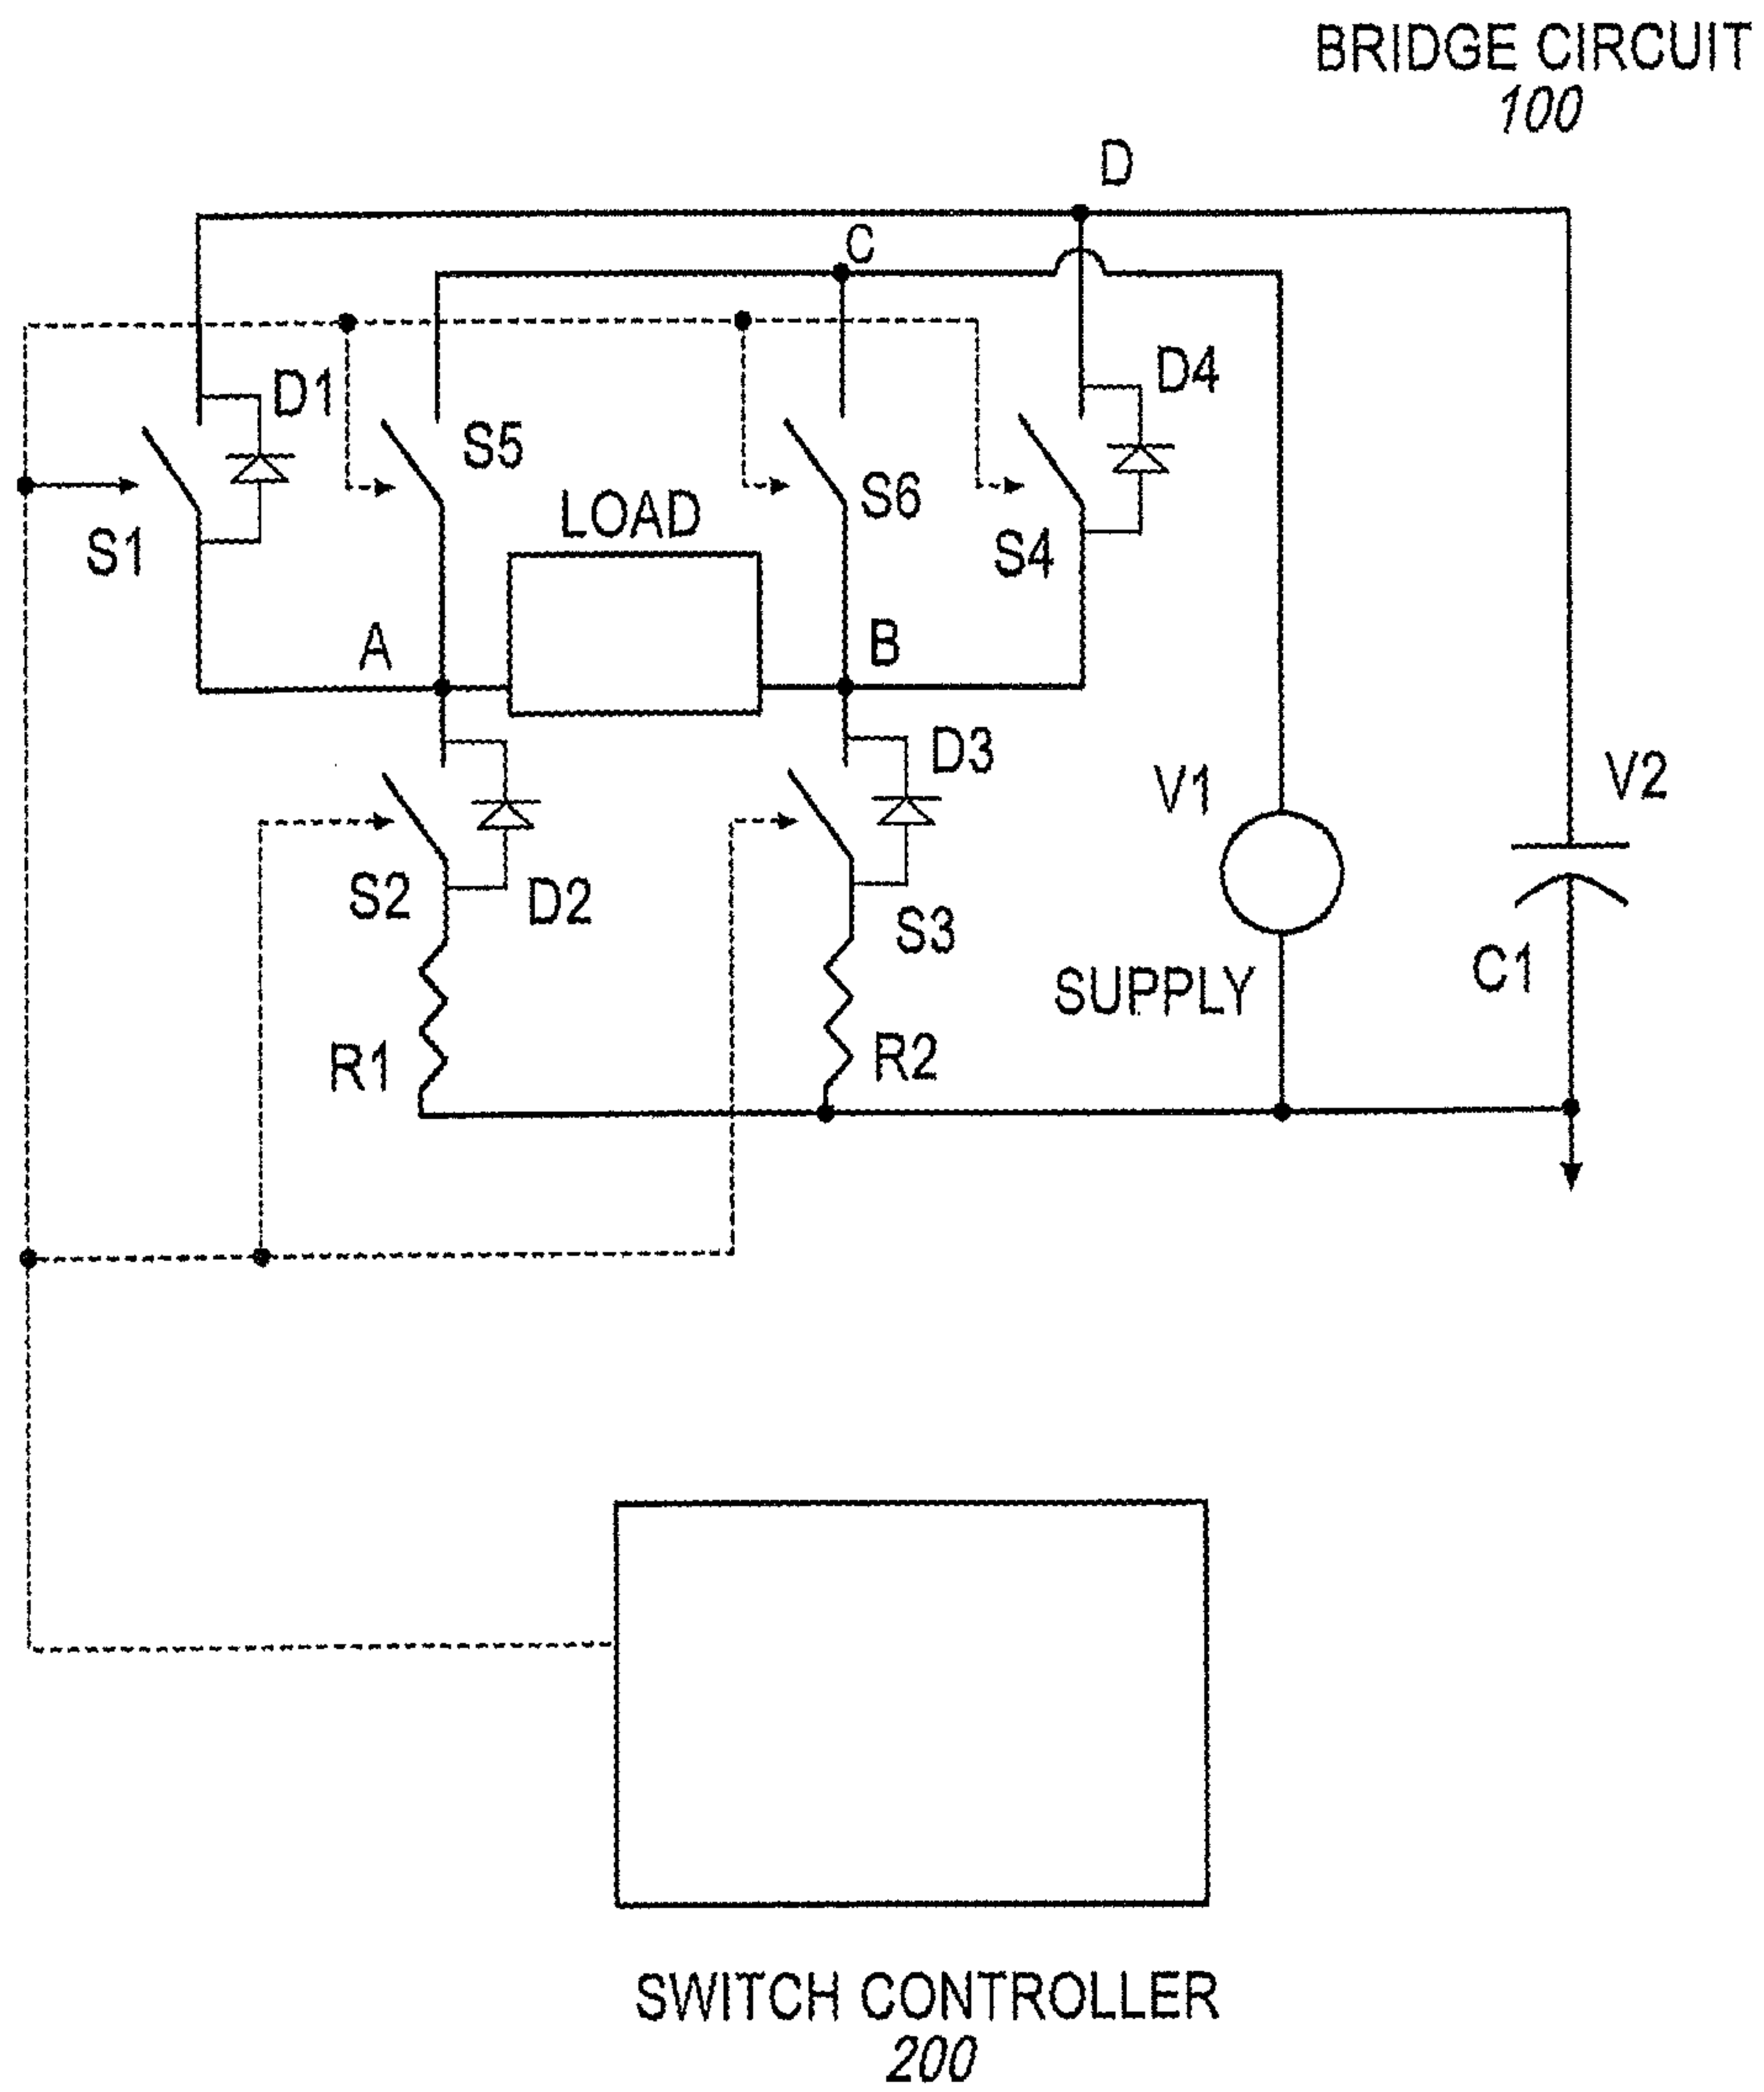 BRIDGE CIRCUIT
100
D
C
D1
D4
S5
S6
LOAD
S1
S4
A
B
D3
V1
V2
S2
D2
S3
SUPPLY
C1
R1
R2
SWITCH CONTROLLER
200